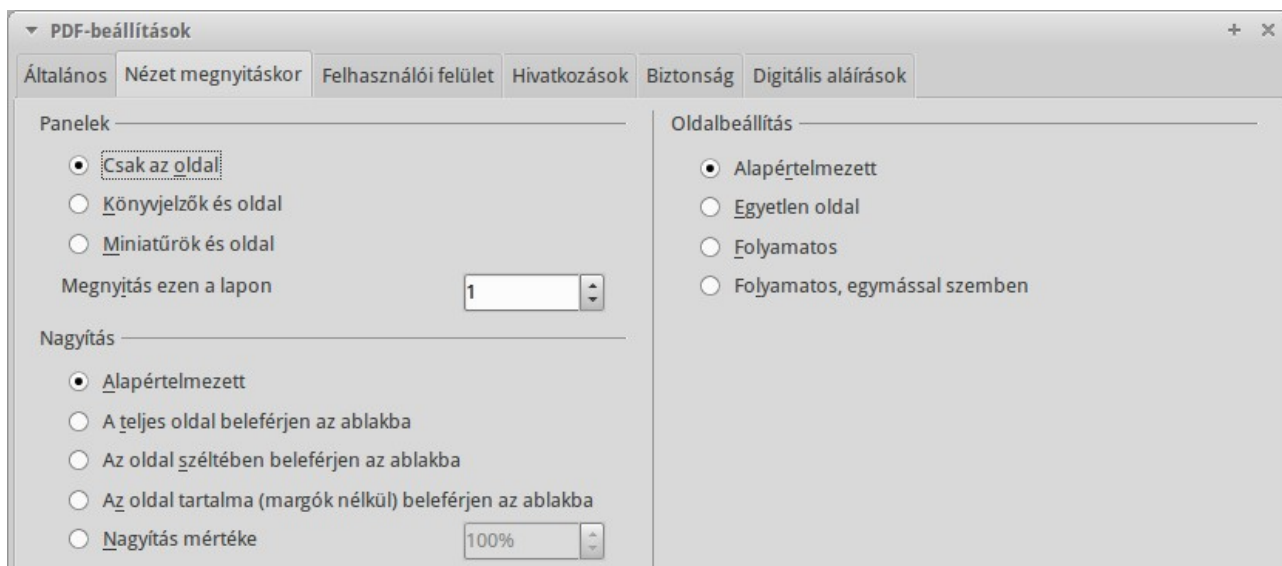 PDF-beállítások
Általános Nézet megnyitáskor Felhasználói felület Hivatkozások Biztonság Digitális aláírások
Panelek
Csak az oldal
Könyvjelzők és oldal
Miniatűrök és oldal
Megnyitás ezen a lapon 1
Nagyítás
Alapértelmezett
A teljes oldal beleférjen az ablakba
Az oldal széltében beleférjen az ablakba
Az oldal tartalma (margók nélkül) beleférjen az ablakba
Nagyítás mértéke 100%
Oldalbeállítás
Alapértelmezett
Egyetlen oldal
Folyamatos
Folyamatos, egymással szemben